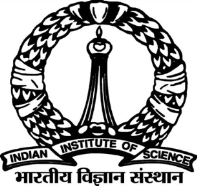 INDIAN INSTITUTE OF SCIENCE
भारतीय विज्ञान संस्थान